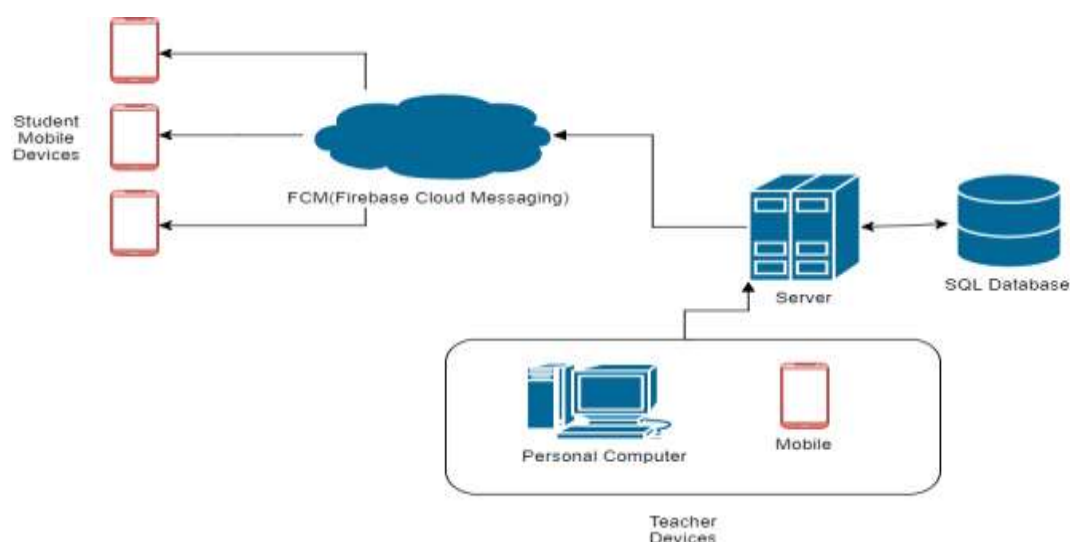 Student
Mobile
Devices
FCM(Firebase Cloud Messaging)
Server
SQL Database
Personal Computer
Mobile
Teacher
Devices